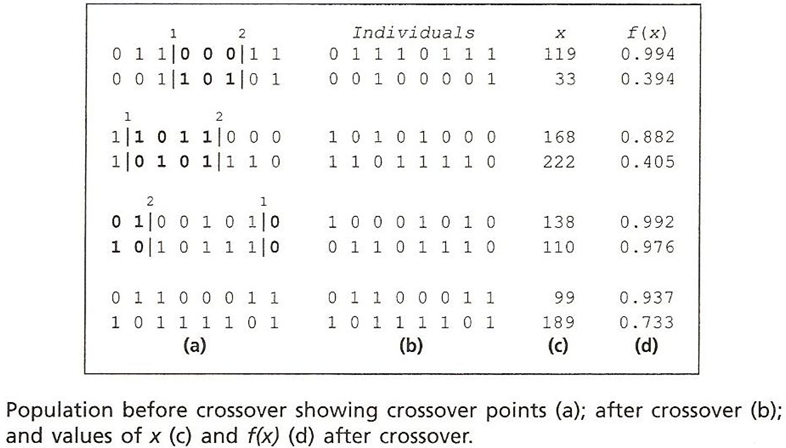 1 2 Individuals x f(x)
0 1 1|0 0 0|1 1 0 1 1 1 0 1 1 1 119 0.994
0 0 1|1 0 1|0 1 0 0 1 0 0 0 0 1 33 0.394
1 2
1|1 0 1 1|0 0 0 1 0 1 0 1 0 0 0 168 0.882
1|0 1 0 1|1 1 0 1 1 0 1 1 1 1 0 222 0.405
2 1
0 1|0 0 1 0 1|0 1 0 0 0 1 0 1 0 138 0.992
1 0|1 0 1 1 1|0 0 1 1 0 1 1 1 0 110 0.976
0 1 1 0 0 0 1 1 0 1 1 0 0 0 1 1 99 0.937
1 0 1 1 1 1 0 1 1 0 1 1 1 1 0 1 189 0.733
(a) (b) (c) (d)
Population before crossover showing crossover points (a); after crossover (b);
and values of x (c) and f(x) (d) after crossover.